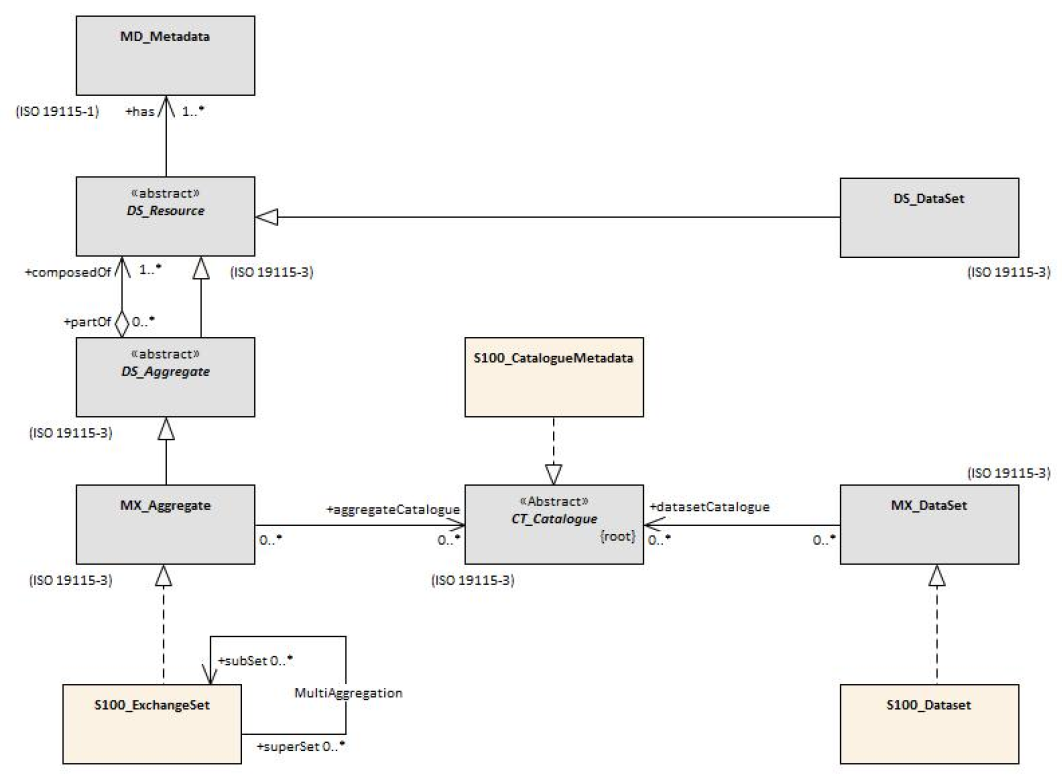 MD_Metadata
(ISO 19115-1)
+has
1..*
«abstract»
DS_Resource
DS_DataSet
+composedOf
1..*
(ISO 19115-3)
(ISO 19115-3)
+partOf
0..*
«abstract»
DS_Aggregate
S100_CatalogueMetadata
(ISO 19115-3)
(ISO 19115-3)
MX_Aggregate
+aggregateCatalogue
0..*
0..*
«Abstract»
CT_Catalogue
{root}
+datasetCatalogue
0..*
0..*
MX_DataSet
(ISO 19115-3)
(ISO 19115-3)
+subSet 0..*
MultiAggregation
S100_ExchangeSet
+superSet 0..*
S100_Dataset